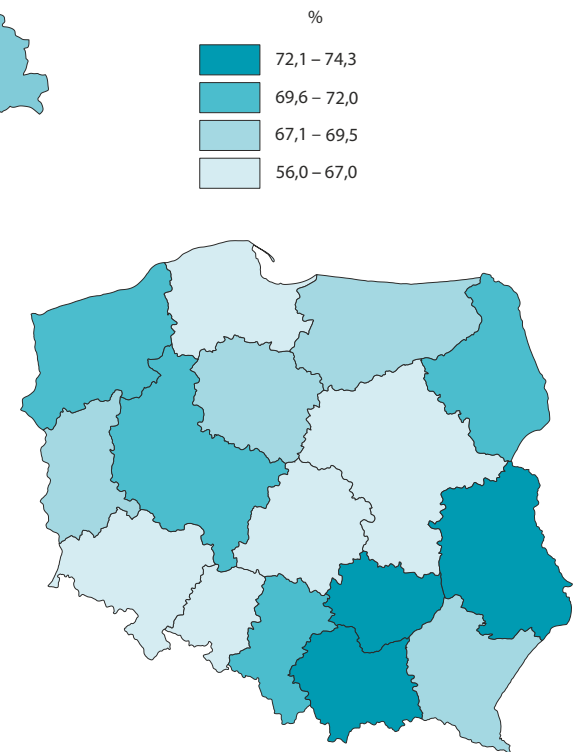 %
72,1 – 74,3
69,6 – 72,0
67,1 – 69,5
56,0 – 67,0